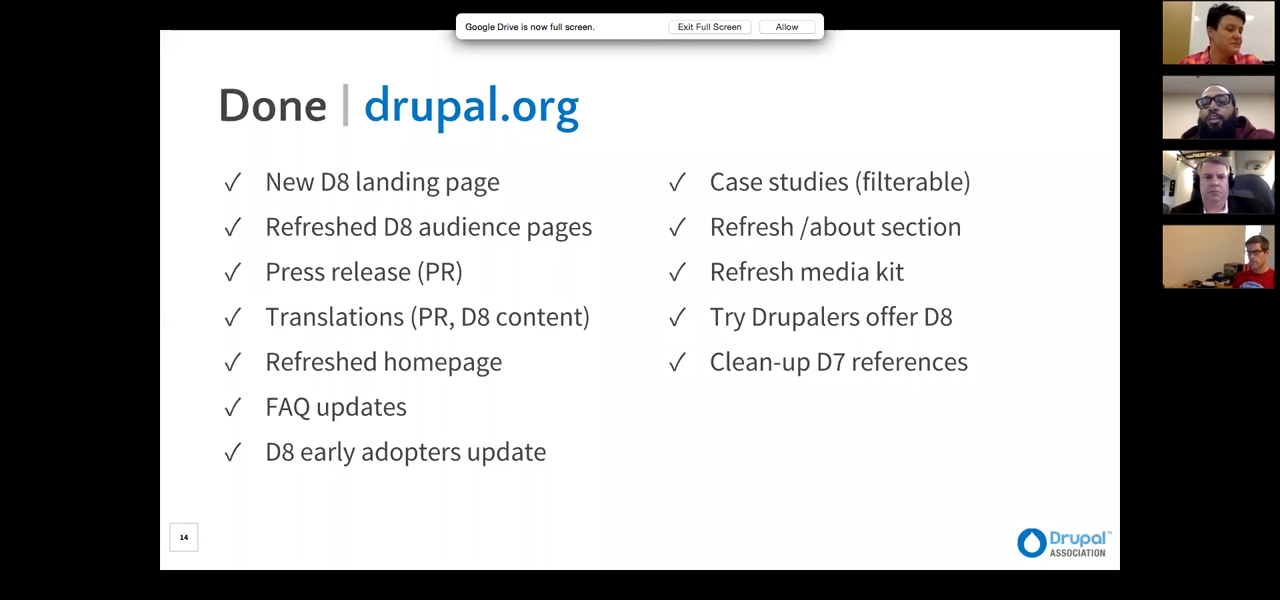 Google Drive is now full screen. Exit Full Screen Allow
Done | drupal.org
✓ New D8 landing page
✓ Refreshed D8 audience pages
✓ Press release (PR)
✓ Translations (PR, D8 content)
✓ Refreshed homepage
✓ FAQ updates
✓ D8 early adopters update
✓ Case studies (filterable)
✓ Refresh /about section
✓ Refresh media kit
✓ Try Drupalers offer D8
✓ Clean-up D7 references
14
Drupal™
ASSOCIATION